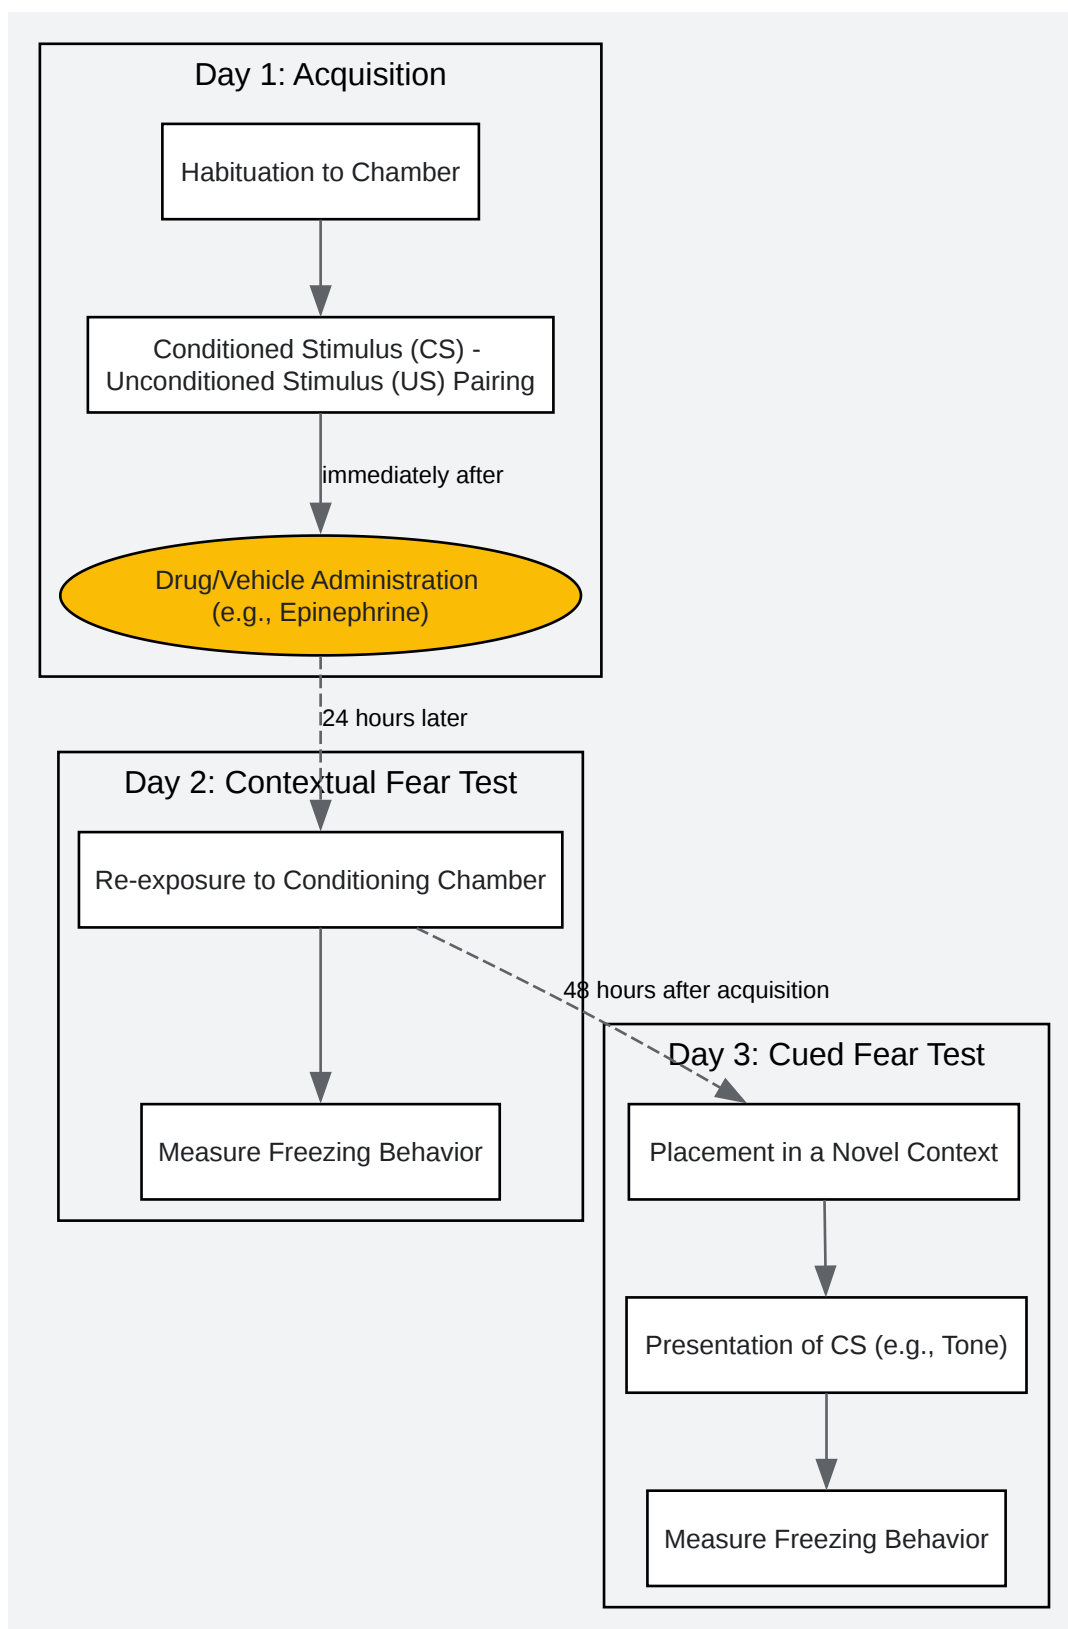 Day 1: Acquisition
Habituation to Chamber
Conditioned Stimulus (CS) -
Unconditioned Stimulus (US) Pairing
immediately after
Drug/Vehicle Administration
(e.g., Epinephrine)
24 hours later
Day 2: Contextual Fear Test
Re-exposure to Conditioning Chamber
48 hours after acquisition
Measure Freezing Behavior
Day 3: Cued Fear Test
Placement in a Novel Context
Presentation of CS (e.g., Tone)
Measure Freezing Behavior